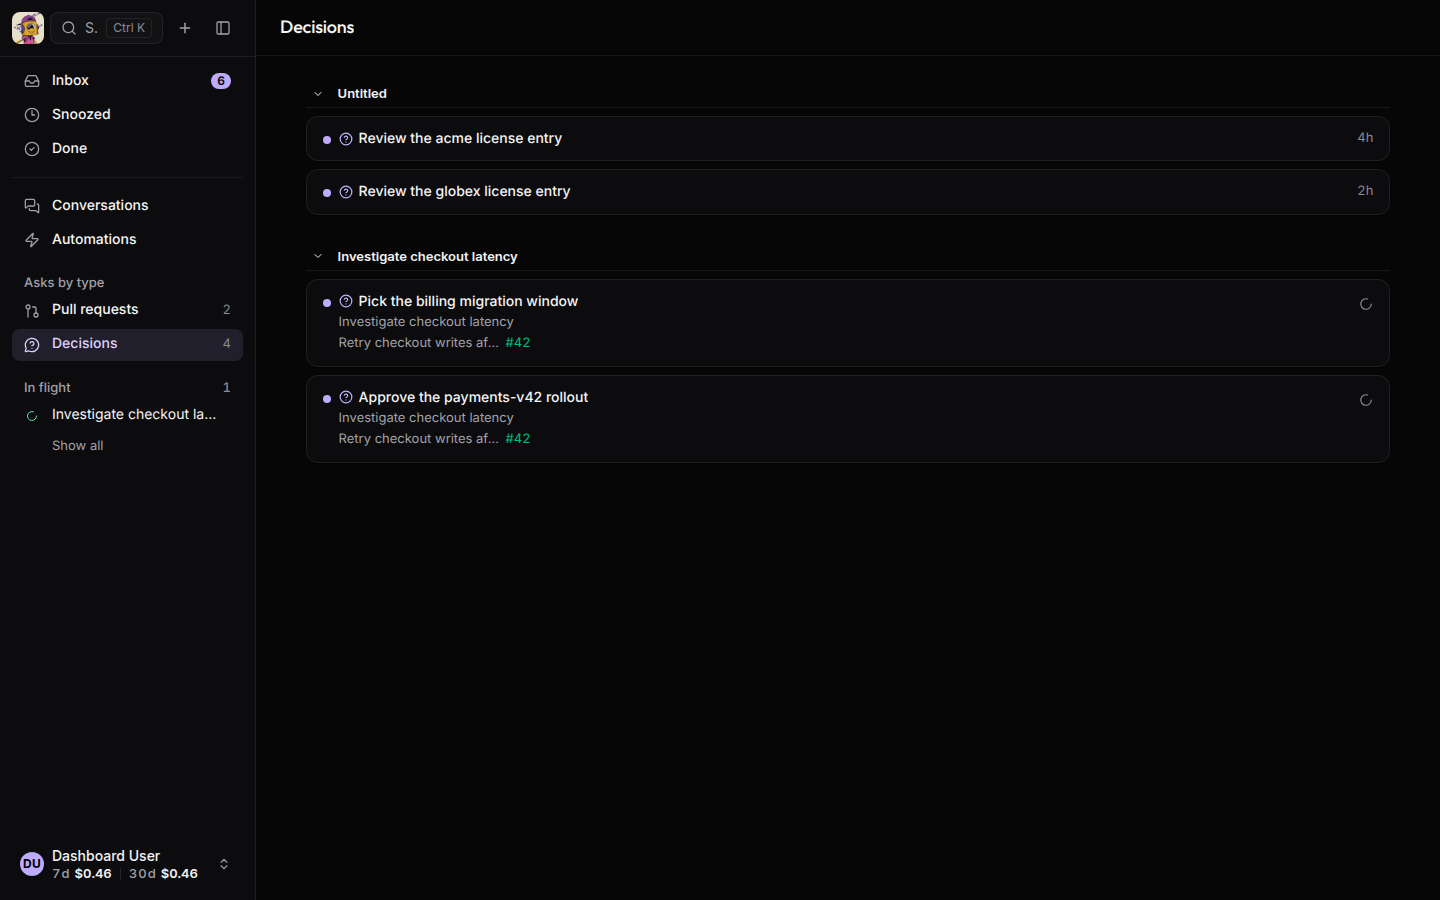 S.
Ctrl K
Decisions
Inbox
6
Snoozed
Done
Conversations
Automations
Asks by type
Pull requests
2
Decisions
4
In flight
1
Investigate checkout la...
Show all
Untitled
Review the acme license entry
4h
Review the globex license entry
2h
Investigate checkout latency
Pick the billing migration window
Investigate checkout latency
Retry checkout writes af... #42
Approve the payments-v42 rollout
Investigate checkout latency
Retry checkout writes af... #42
DU
Dashboard User
7d $0.46 30d $0.46